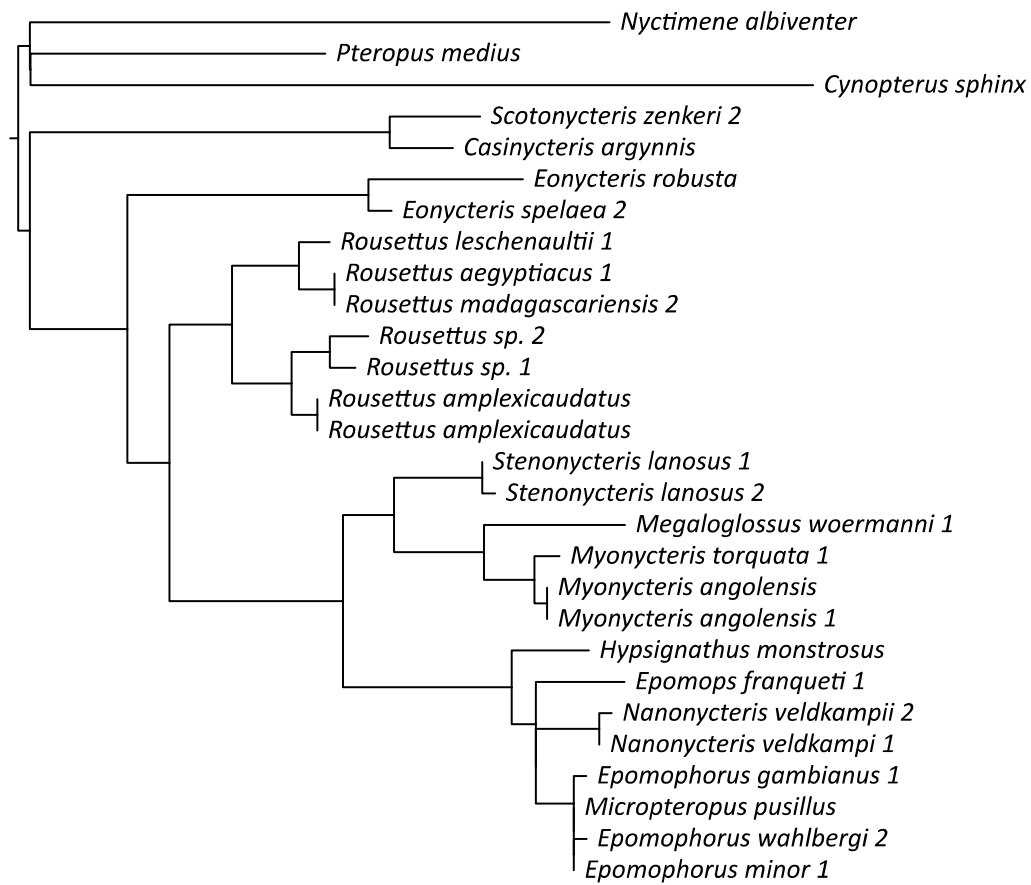 Nyctimene albiventer
Pteropus medius
Cynopterus sphinx
Scotonycteris zenkeri 2
Casinycteris argynnis
Eonycteris robusta
Eonycteris spelaea 2
Rousettus leschenaultii 1
Rousettus aegyptiacus 1
Rousettus madagascariensis 2
Rousettus sp. 2
Rousettus sp. 1
Rousettus amplexicaudatus
Rousettus amplexicaudatus
Stenonycteris lanosus 1
Stenonycteris lanosus 2
Megaloglossus woermanni 1
Myonycteris torquata 1
Myonycteris angolensis
Myonycteris angolensis 1
Hypsignathus monstrosus
Epomops franqueti 1
Nanonycteris veldkampii 2
Nanonycteris veldkampi 1
Epomophorus gambianus 1
Micropteropus pusillus
Epomophorus wahlbergi 2
Epomophorus minor 1